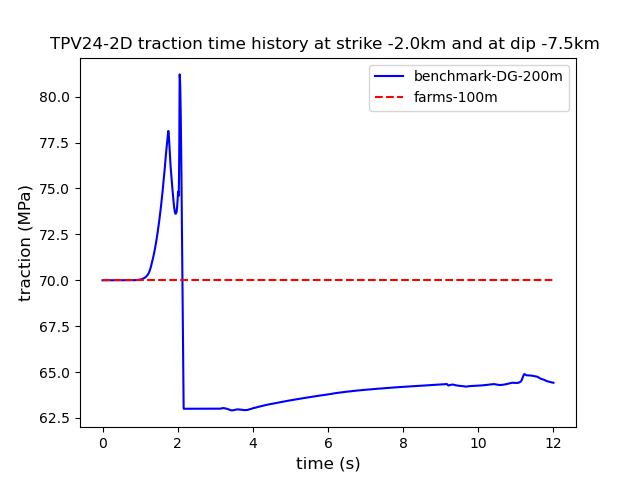 TPV24-2D traction time history at strike -2.0km and at dip -7.5km
benchmark-DG-200m
farms-100m
80.0
77.5
75.0
72.5
70.0
67.5
65.0
62.5
traction (MPa)
0 2 4 6 8 10 12
time (s)